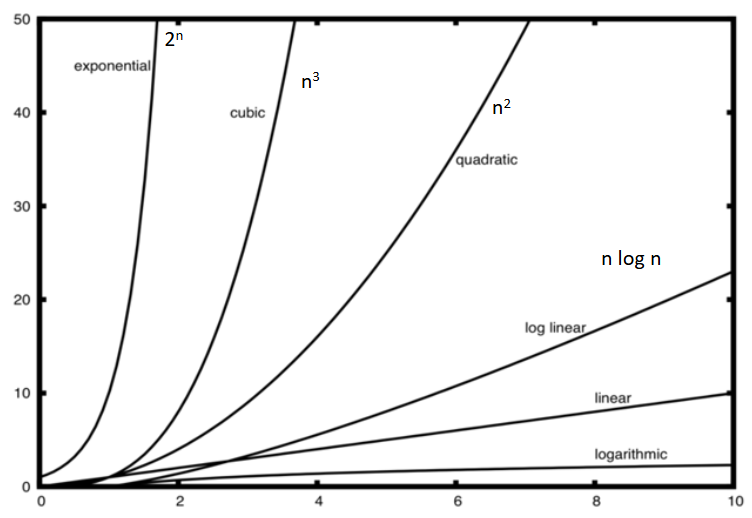 50
2ⁿ
exponential
n³
cubic
40
n²
quadratic
30
n log n
20
log linear
10
linear
logarithmic
0
0 2 4 6 8 10